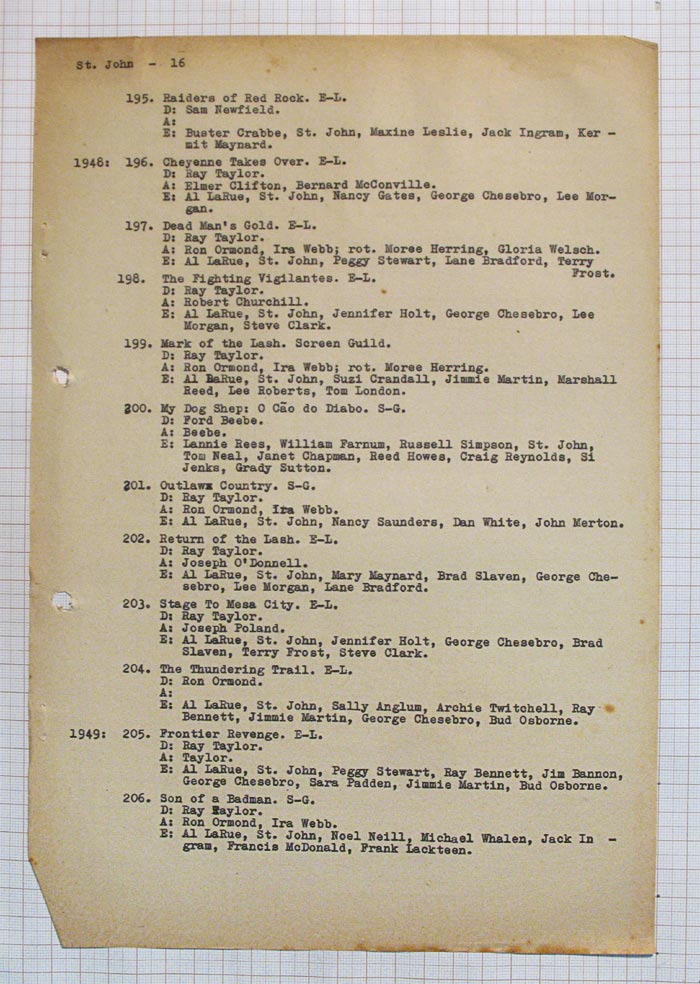 St. John - 16
195. Raiders of Red Rock. E-L.
D: Sam Newfield.
A:
E: Buster Crabbe, St. John, Maxine Leslie, Jack Ingram, Ker -
mit Maynard.
1948: 196. Cheyenne Takes Over. E-L.
D: Ray Taylor.
A: Elmer Clifton, Bernard McConville.
E: Al LaRue, St. John, Nancy Gates, George Chesebro, Lee Mor-
gan.
197. Dead Man's Gold. E-L.
D: Ray Taylor.
A: Ron Ormond, Ira Webb; rot. Moree Herring, Gloria Welsch.
E: Al LaRue, St. John, Peggy Stewart, Lane Bradford, Terry
Frost.
198. The Fighting Vigilantes. E-L.
D: Ray Taylor.
A: Robert Churchill.
E: Al LaRue, St. John, Jennifer Holt, George Chesebro, Lee
Morgan, Steve Clark.
199. Mark of the Lash. Screen Guild.
D: Ray Taylor.
A: Ron Ormond, Ira Webb; rot. Moree Herring.
E: Al LaRue, St. John, Suzi Crandall, Jimmie Martin, Marshall
Reed, Lee Roberts, Tom London.
200. My Dog Shep: O Cão do Diabo. S-G.
D: Ford Beebe.
A: Beebe.
E: Lannie Rees, William Farnum, Russell Simpson, St. John,
Tom Neal, Janet Chapman, Reed Howes, Craig Reynolds, Si
Jenks, Grady Sutton.
201. Outlaws Country. S-G.
D: Ray Taylor.
A: Ron Ormond, Ira Webb.
E: Al LaRue, St. John, Nancy Saunders, Dan White, John Merton.
202. Return of the Lash. E-L.
D: Ray Taylor.
A: Joseph O'Donnell.
E: Al LaRue, St. John, Mary Maynard, Brad Slaven, George Che-
sebro, Lee Morgan, Lane Bradford.
203. Stage To Mesa City. E-L.
D: Ray Taylor.
A: Joseph Poland.
E: Al LaRue, St. John, Jennifer Holt, George Chesebro, Brad
Slaven, Terry Frost, Steve Clark.
204. The Thundering Trail. E-L.
D: Ron Ormond.
A:
E: Al LaRue, St. John, Sally Anglum, Archie Twitchell, Ray
Bennett, Jimmie Martin, George Chesebro, Bud Osborne.
1949: 205. Frontier Revenge. E-L.
D: Ray Taylor.
A: Taylor.
E: Al LaRue, St. John, Peggy Stewart, Ray Bennett, Jim Bannon,
George Chesebro, Sara Padden, Jimmie Martin, Bud Osborne.
206. Son of a Badman. S-G.
D: Ray Taylor.
A: Ron Ormond, Ira Webb.
E: Al LaRue, St. John, Noel Neill, Michael Whalen, Jack In -
gram, Francis McDonald, Frank Lackteen.